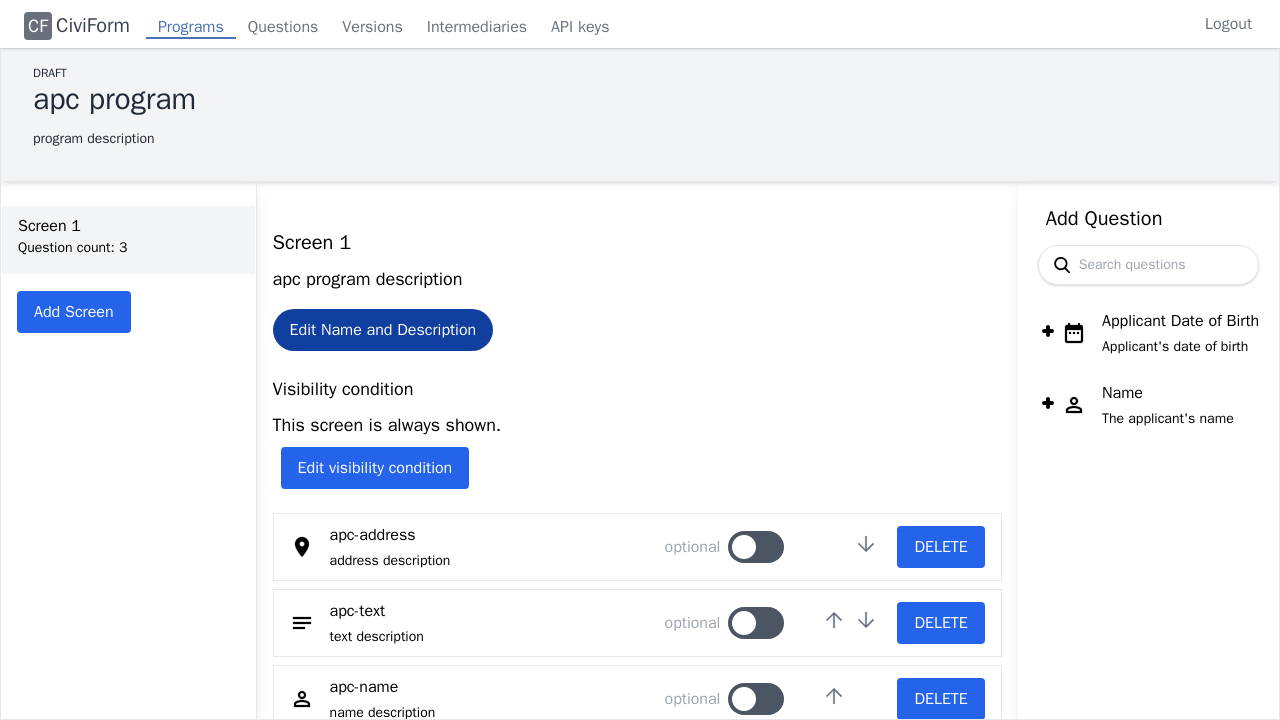 CF CiviForm Programs Questions Versions Intermediaries API keys Logout
DRAFT
apc program
program description
Screen 1
Question count: 3
Add Screen
Screen 1
apc program description
Edit Name and Description
Visibility condition
This screen is always shown.
Edit visibility condition
apc-address
address description
optional
DELETE
apc-text
text description
optional
DELETE
apc-name
name description
optional
DELETE
Add Question
Search questions
Applicant Date of Birth
Applicant's date of birth
Name
The applicant's name